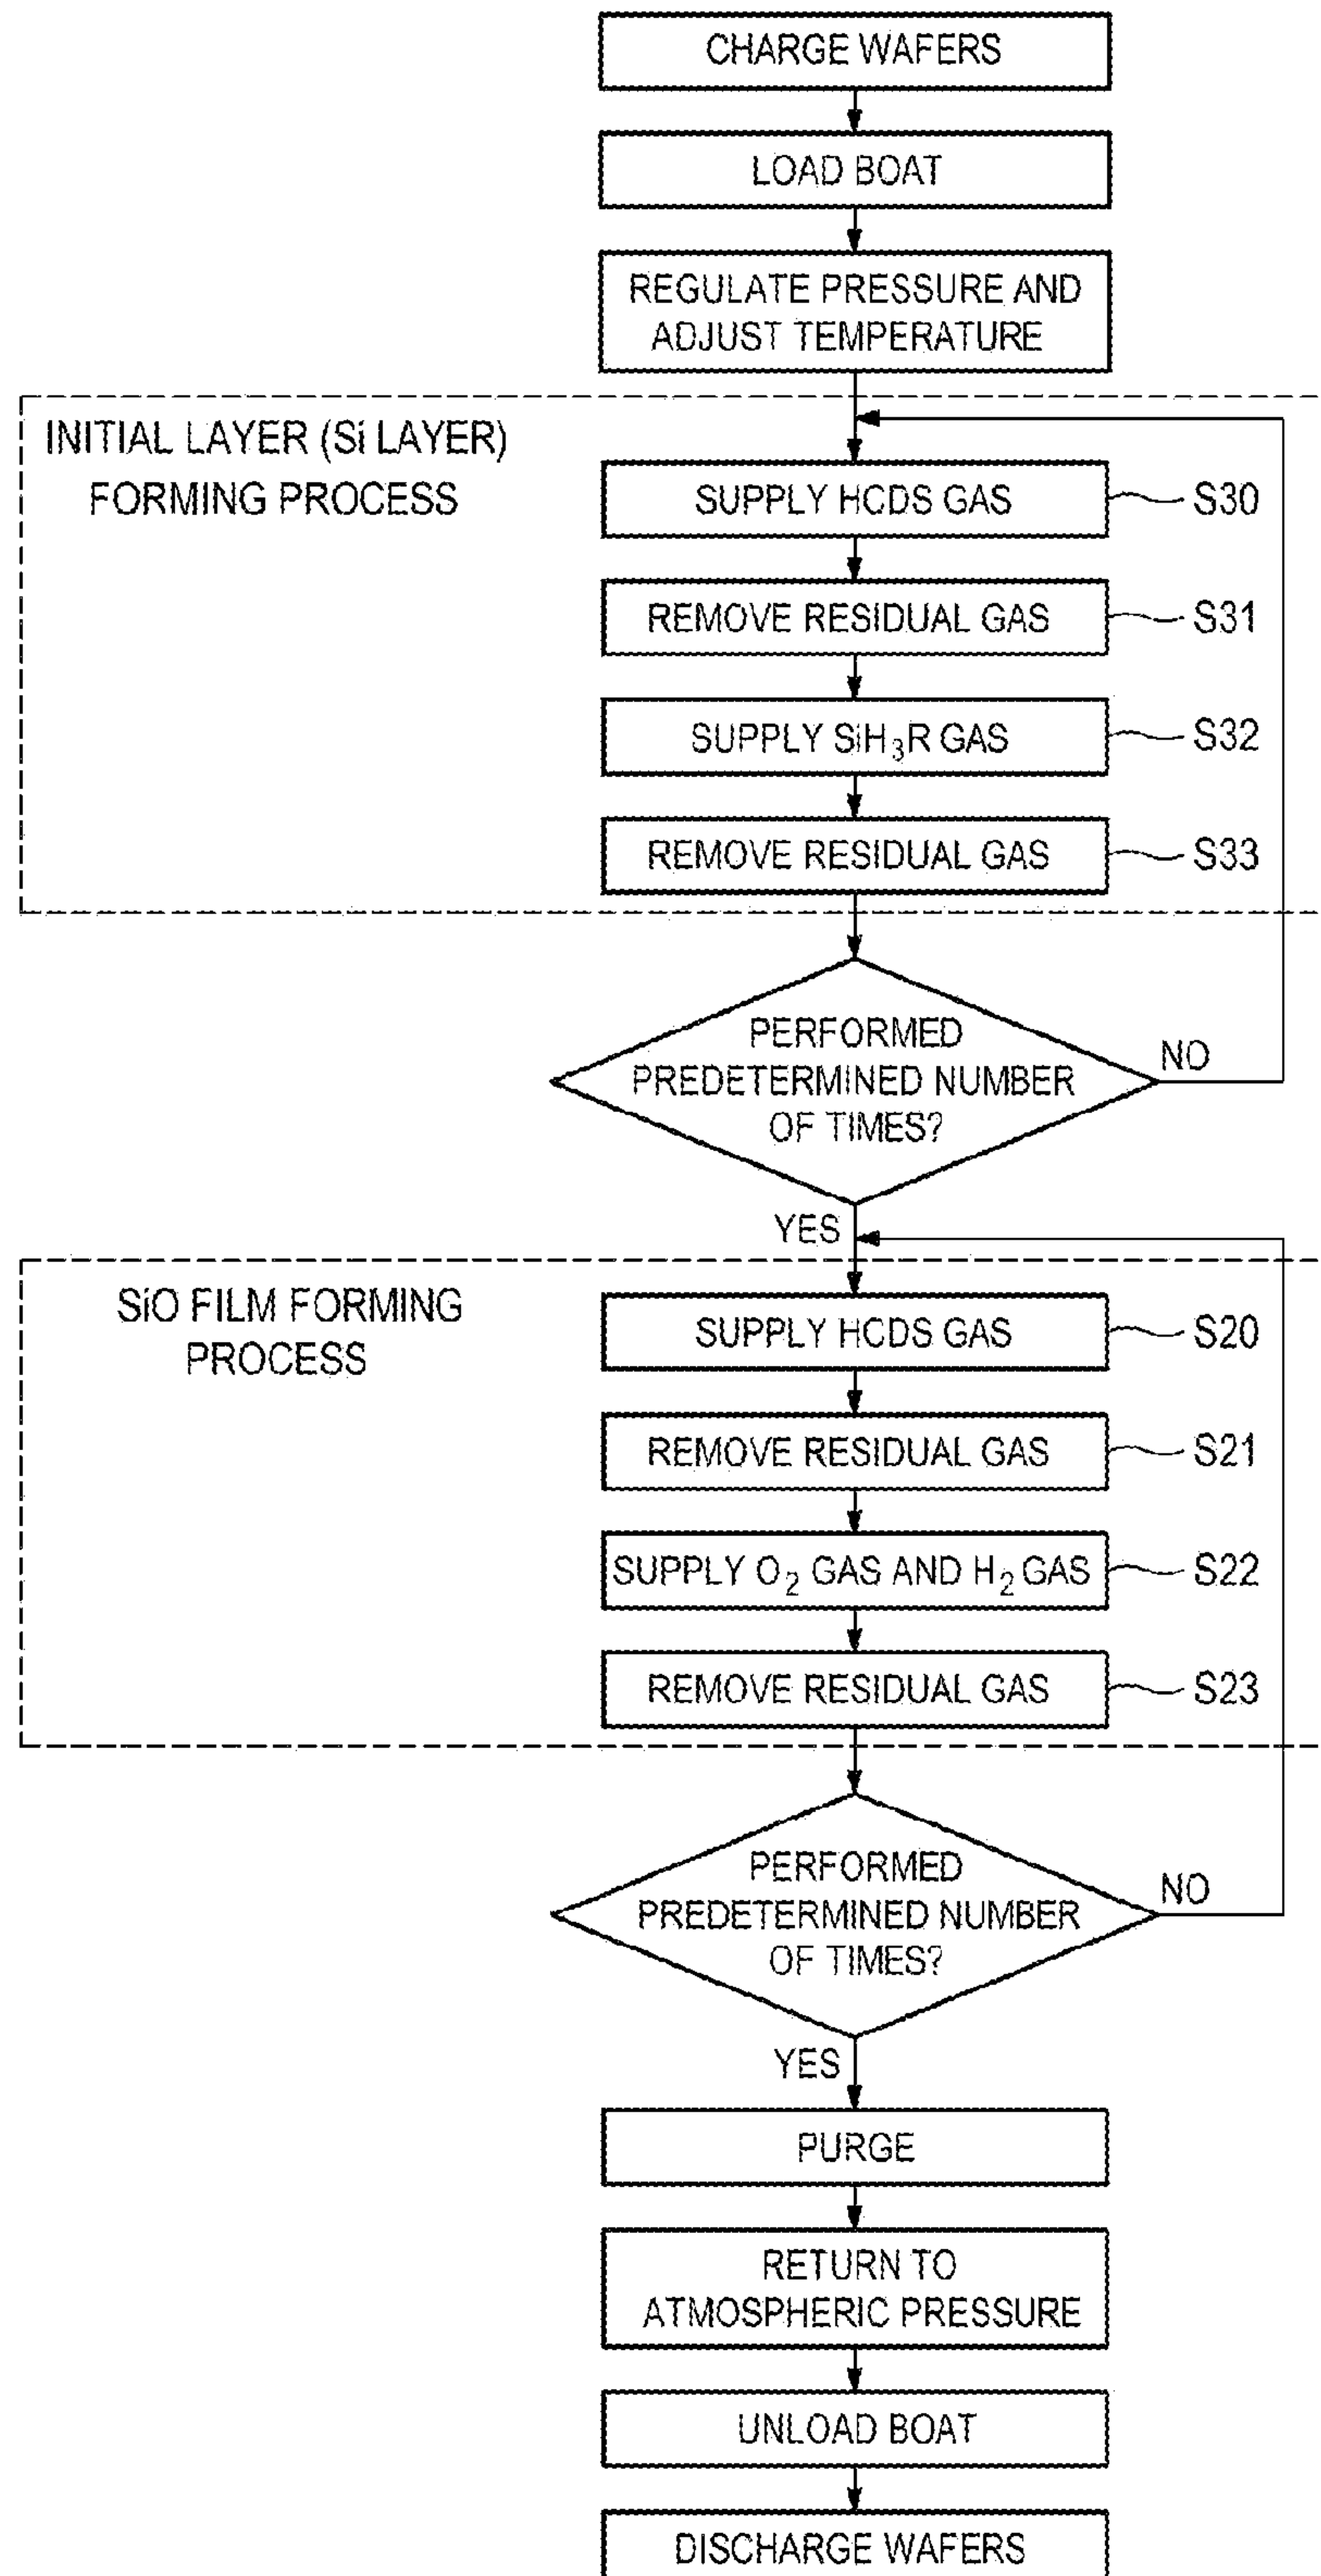 CHARGE WAFERS
LOAD BOAT
REGULATE PRESSURE AND
ADJUST TEMPERATURE
INITIAL LAYER (Si LAYER)
FORMING PROCESS
SUPPLY HCDS GAS
S30
REMOVE RESIDUAL GAS
S31
SUPPLY SiH₃R GAS
S32
REMOVE RESIDUAL GAS
S33
PERFORMED
PREDETERMINED NUMBER
OF TIMES?
NO
YES
SiO FILM FORMING
PROCESS
SUPPLY HCDS GAS
S20
REMOVE RESIDUAL GAS
S21
SUPPLY O₂ GAS AND H₂ GAS
S22
REMOVE RESIDUAL GAS
S23
PERFORMED
PREDETERMINED NUMBER
OF TIMES?
NO
YES
PURGE
RETURN TO
ATMOSPHERIC PRESSURE
UNLOAD BOAT
DISCHARGE WAFERS